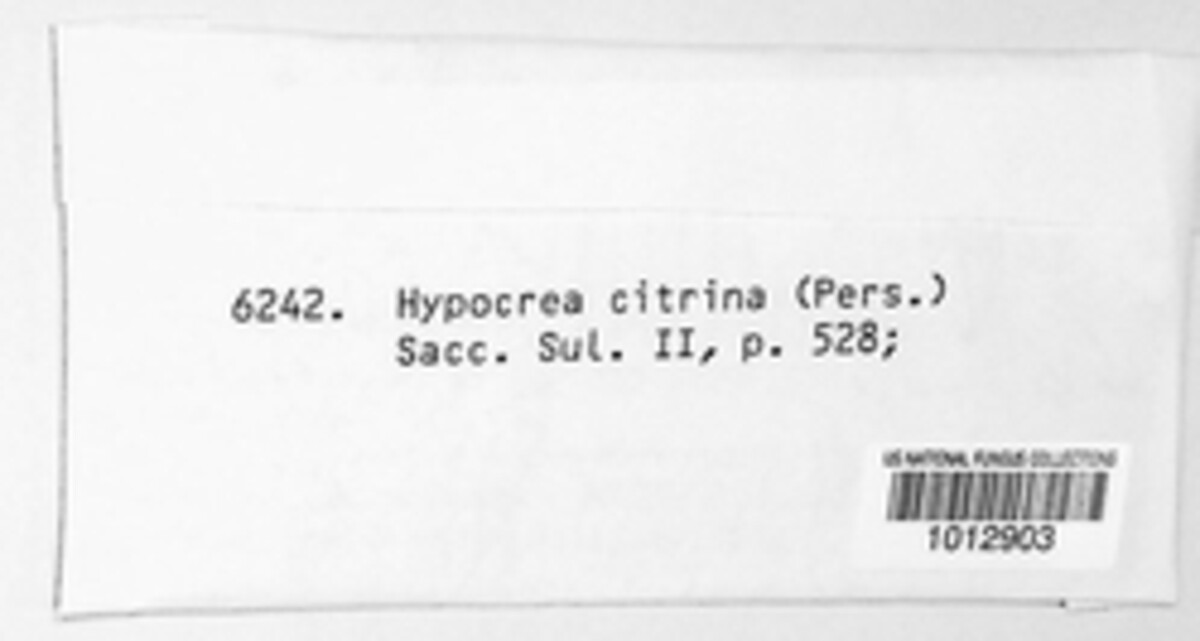 6242. Hypocrea citrina (Pers.)
Sacc. Sul. II, p. 528;
US NATIONAL FUNGUS COLLECTIONS
1012903